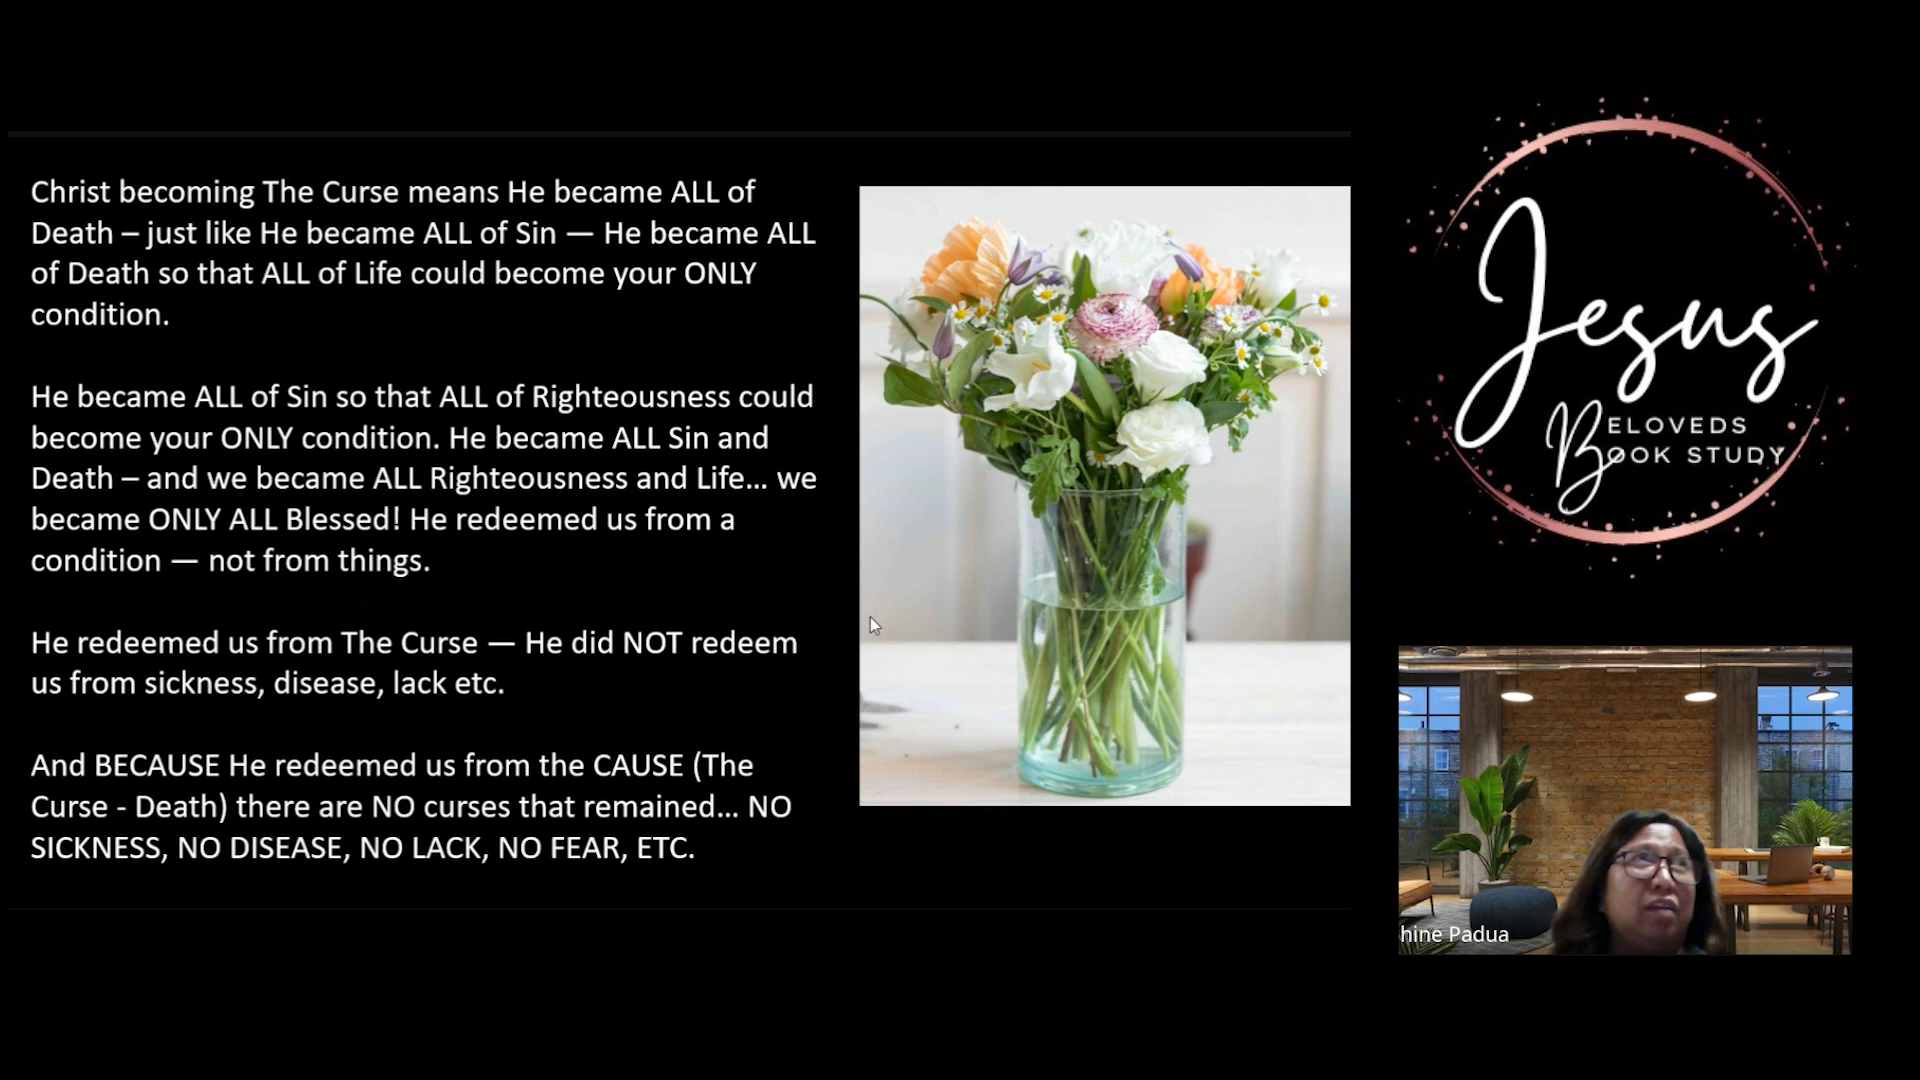 Christ becoming The Curse means He became ALL of
Death – just like He became ALL of Sin — He became ALL
of Death so that ALL of Life could become your ONLY
condition.
He became ALL of Sin so that ALL of Righteousness could
become your ONLY condition. He became ALL Sin and
Death – and we became ALL Righteousness and Life... we
became ONLY ALL Blessed! He redeemed us from a
condition — not from things.
He redeemed us from The Curse — He did NOT redeem
us from sickness, disease, lack etc.
And BECAUSE He redeemed us from the CAUSE (The
Curse - Death) there are NO curses that remained... NO
SICKNESS, NO DISEASE, NO LACK, NO FEAR, ETC.
Jesus
BELOVEDS
BOOK STUDY
hine Padua